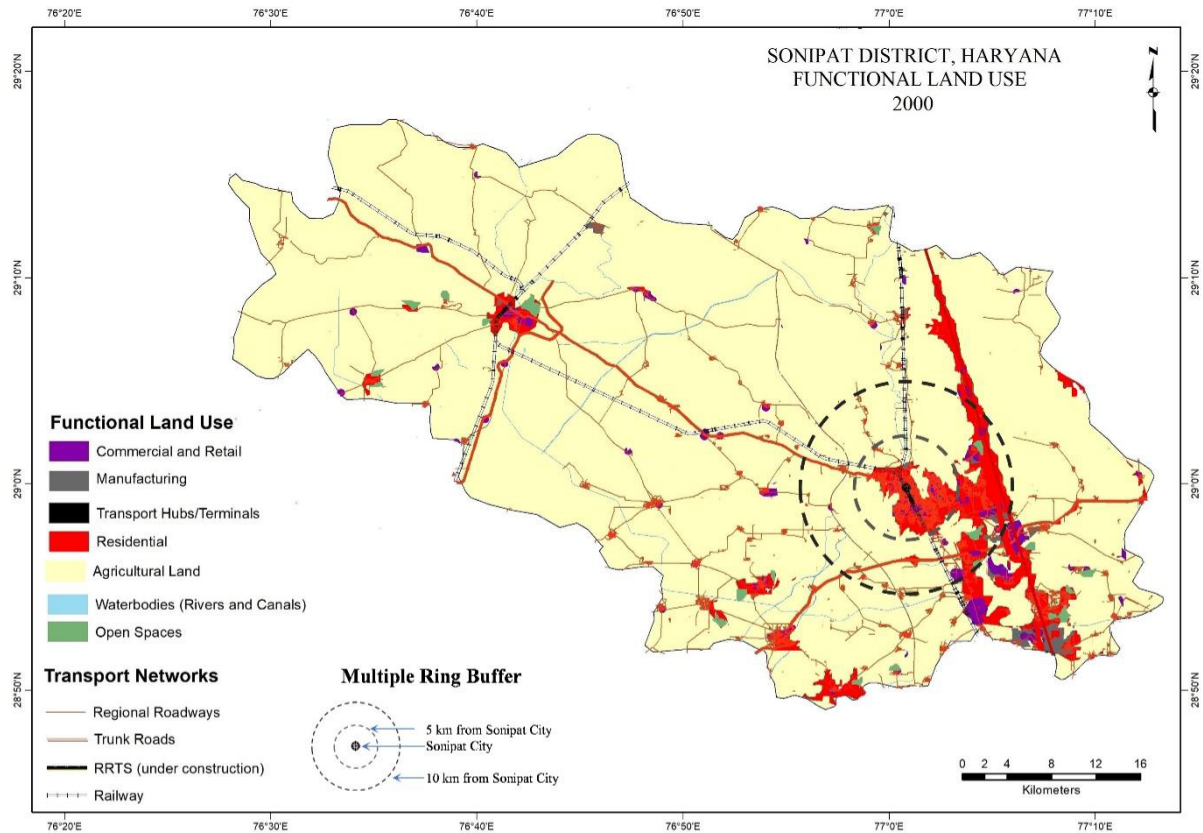 76°20'E 76°30'E 76°40'E 76°50'E 77°0'E 77°10'E
SONIPAT DISTRICT, HARYANA
FUNCTIONAL LAND USE
2000
N
29°20'N 29°20'N
29°10'N 29°10'N
29°0'N 29°0'N
28°50'N 28°50'N
Functional Land Use
Commercial and Retail
Manufacturing
Transport Hubs/Terminals
Residential
Agricultural Land
Waterbodies (Rivers and Canals)
Open Spaces
Transport Networks
Regional Roadways
Trunk Roads
RRTS (under construction)
Railway
Multiple Ring Buffer
5 km from Sonipat City
Sonipat City
10 km from Sonipat City
0 2 4 8 12 16
Kilometers
76°20'E 76°30'E 76°40'E 76°50'E 77°0'E 77°10'E